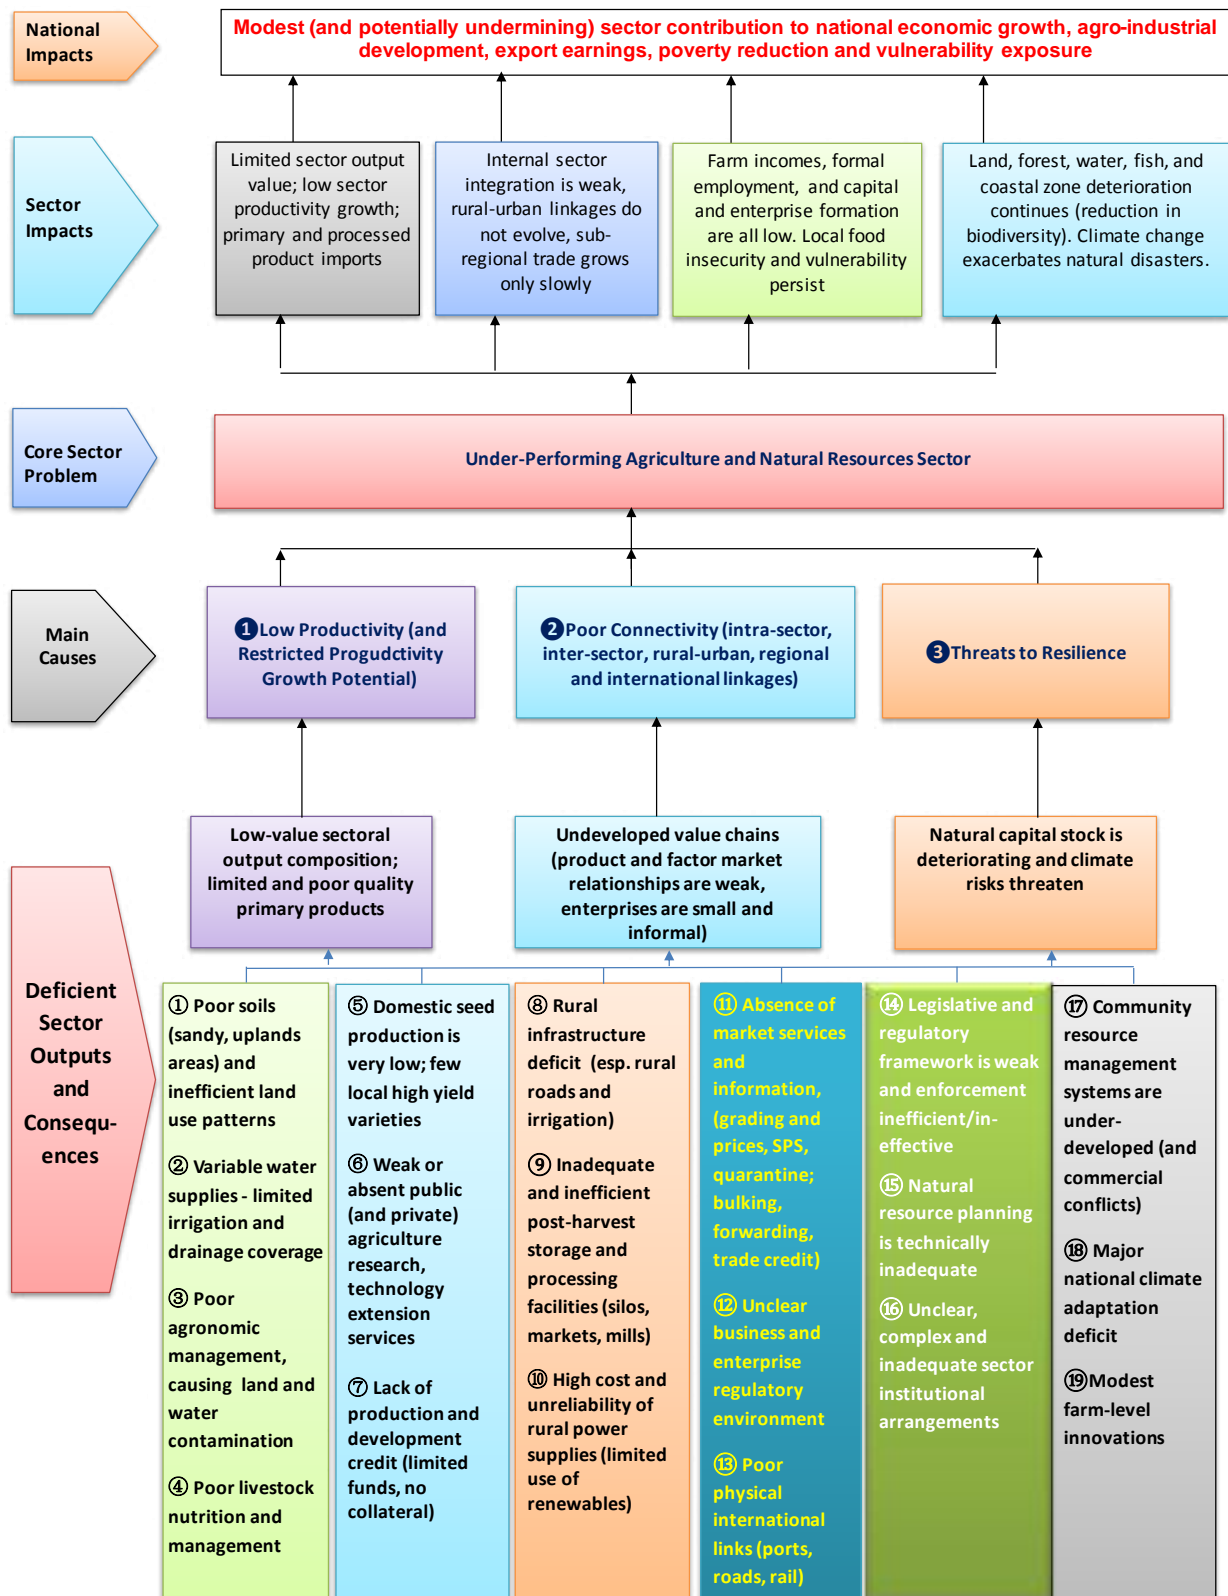 National
Impacts
Modest (and potentially undermining) sector contribution to national economic growth, agro-industrial
development, export earnings, poverty reduction and vulnerability exposure
Sector
Impacts
Limited sector output
value; low sector
productivity growth;
primary and processed
product imports
Internal sector
integration is weak,
rural-urban linkages do
not evolve, sub-
regional trade grows
only slowly
Farm incomes, formal
employment, and capital
and enterprise formation
are all low. Local food
insecurity and vulnerability
persist
Land, forest, water, fish, and
coastal zone deterioration
continues (reduction in
biodiversity). Climate change
exacerbates natural disasters.
Core Sector
Problem
Under-Performing Agriculture and Natural Resources Sector
Main
Causes
❶Low Productivity (and
Restricted Progudctivity
Growth Potential)
❷Poor Connectivity (intra-sector,
inter-sector, rural-urban, regional
and international linkages)
❸Threats to Resilience
Low-value sectoral
output composition;
limited and poor quality
primary products
Undeveloped value chains
(product and factor market
relationships are weak,
enterprises are small and
informal)
Natural capital stock is
deteriorating and climate
risks threaten
Deficient
Sector
Outputs
and
Consequ-
ences
① Poor soils
(sandy, uplands
areas) and
inefficient land
use patterns
② Variable water
supplies - limited
irrigation and
drainage coverage
③ Poor
agronomic
management,
causing land and
water
contamination
④ Poor livestock
nutrition and
management
⑤ Domestic seed
production is
very low; few
local high yield
varieties
⑥ Weak or
absent public
(and private)
agriculture
research,
technology
extension
services
⑦ Lack of
production and
development
credit (limited
funds, no
collateral)
⑧ Rural
infrastructure
deficit (esp. rural
roads and
irrigation)
⑨ Inadequate
and inefficient
post-harvest
storage and
processing
facilities (silos,
markets, mills)
⑩ High cost and
unreliability of
rural power
supplies (limited
use of
renewables)
⑪ Absence of
market services
and
information,
(grading and
prices, SPS,
quarantine;
bulking,
forwarding,
trade credit)
⑫ Unclear
business and
enterprise
regulatory
environment
⑬ Poor
physical
international
links (ports,
roads, rail)
⑭ Legislative and
regulatory
framework is weak
and enforcement
inefficient/in-
effective
⑮ Natural
resource planning
is technically
inadequate
⑯ Unclear,
complex and
inadequate sector
institutional
arrangements
⑰ Community
resource
management
systems are
under-
developed (and
commercial
conflicts)
⑱ Major
national climate
adaptation
deficit
⑲Modest
farm-level
innovations